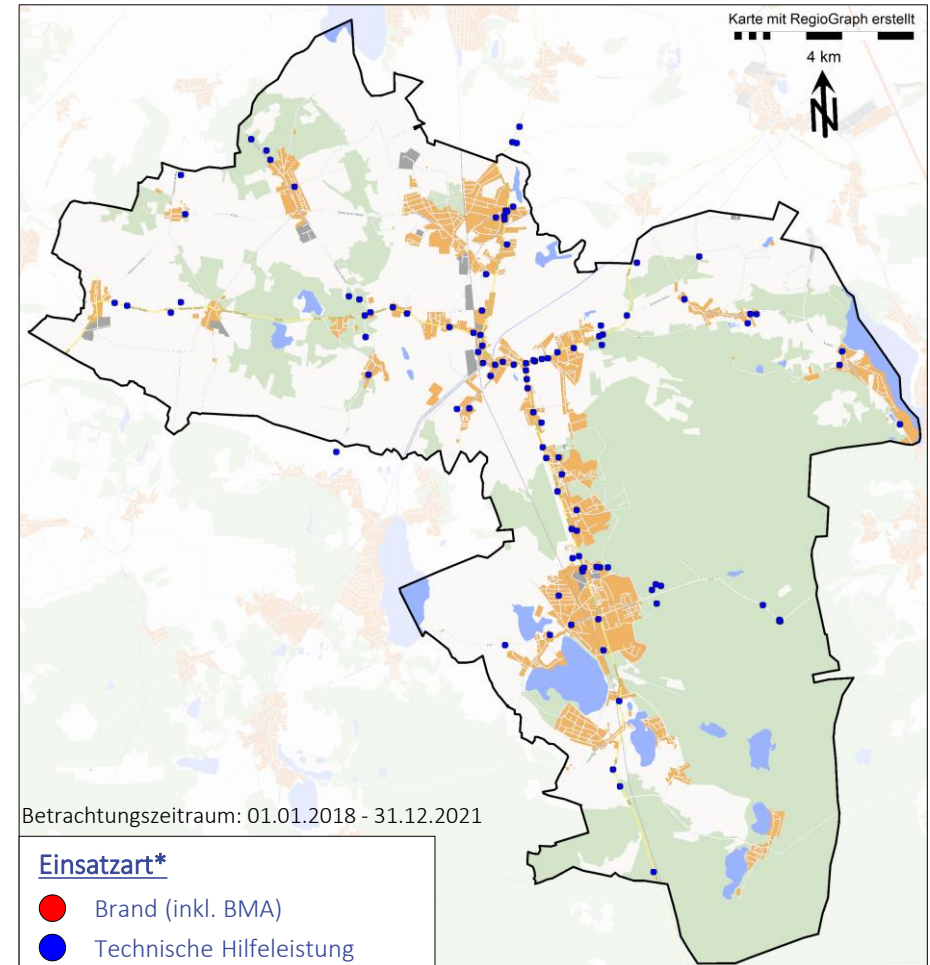 Karte mit RegioGraph erstellt
4 km
N
Betrachtungszeitraum: 01.01.2018 - 31.12.2021
Einsatzart*
Brand (inkl. BMA)
Technische Hilfeleistung